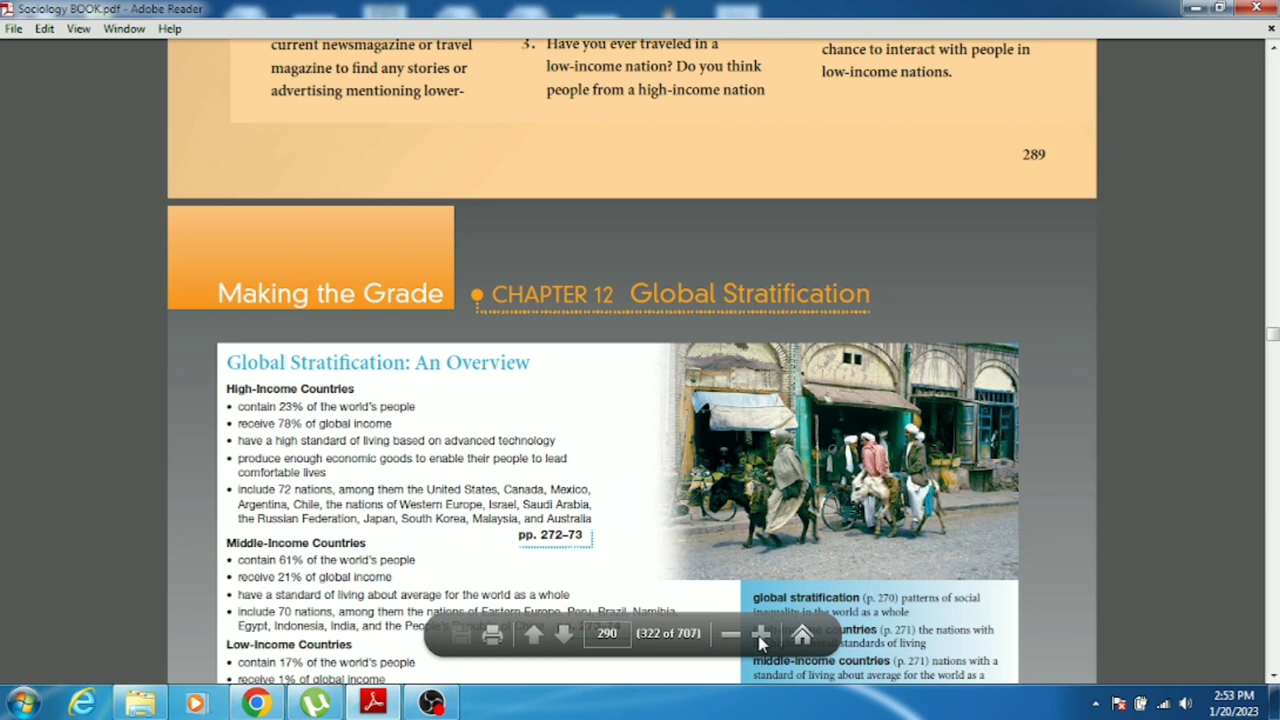 Sociology BOOK.pdf - Adobe Reader
File Edit View Window Help
current newsmagazine or travel
magazine to find any stories or
advertising mentioning lower-
3. Have you ever traveled in a
low-income nation? Do you think
people from a high-income nation
chance to interact with people in
low-income nations.
289
Making the Grade
CHAPTER 12 Global Stratification
Global Stratification: An Overview
High-Income Countries
• contain 23% of the world's people
• receive 78% of global income
• have a high standard of living based on advanced technology
• produce enough economic goods to enable their people to lead
comfortable lives
• include 72 nations, among them the United States, Canada, Mexico,
Argentina, Chile, the nations of Western Europe, Israel, Saudi Arabia,
the Russian Federation, Japan, South Korea, Malaysia, and Australia
pp. 272–73
Middle-Income Countries
• contain 61% of the world's people
• receive 21% of global income
• have a standard of living about average for the world as a whole
• include 70 nations, among them the nations of Eastern Europe, Peru, Brazil, Namibia,
Egypt, Indonesia, India, and the People's
Low-Income Countries
• contain 17% of the world's people
• receive 1% of global income
global stratification (p. 270) patterns of social
inequality in the world as a whole
countries (p. 271) the nations with
standards of living
middle-income countries (p. 271) nations with a
standard of living about average for the world as a
290 (322 of 707)
2:53 PM
1/20/2023